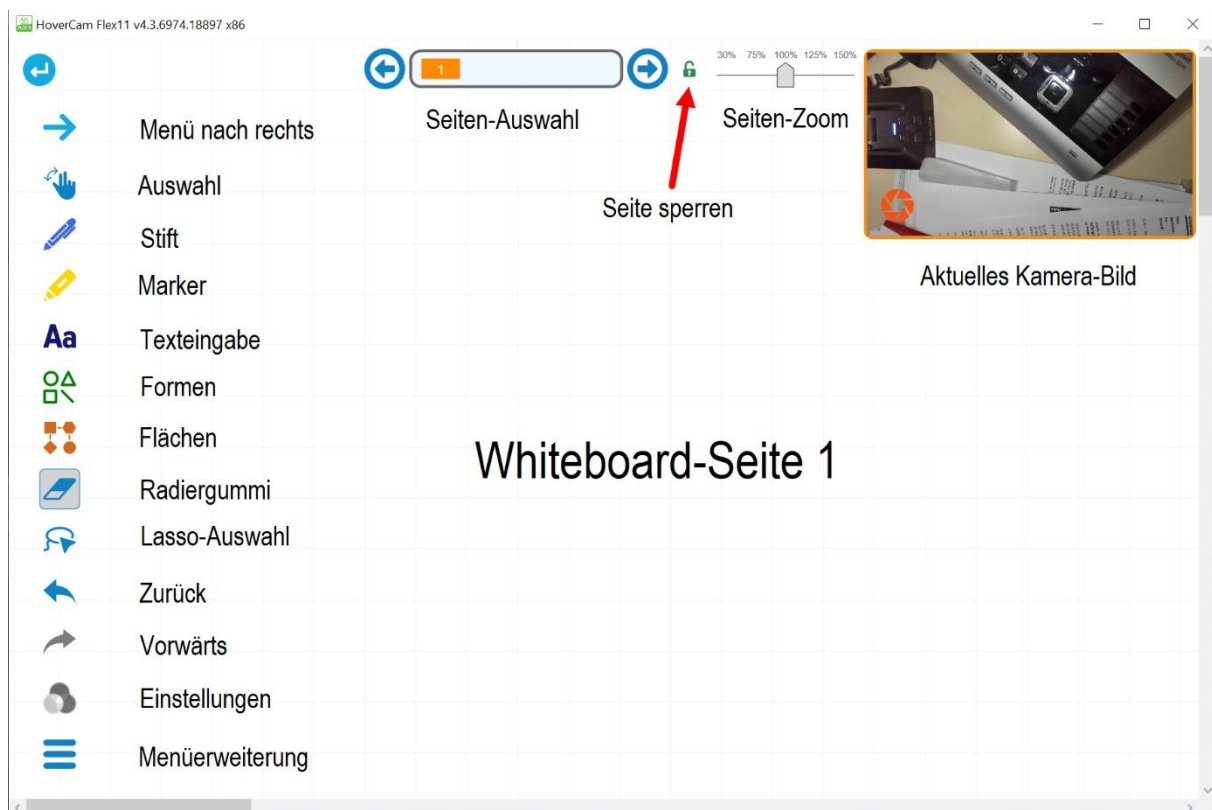 HoverCam Flex11 v4.3.6974.18897 x86
1
30% 75% 100% 125% 150%
Seiten-Auswahl
Seiten-Zoom
Seite sperren
Aktuelles Kamera-Bild
Menü nach rechts
Auswahl
Stift
Marker
Aa Texteingabe
Formen
Flächen
Whiteboard-Seite 1
Radiergummi
Lasso-Auswahl
Zurück
Vorwärts
Einstellungen
Menüerweiterung